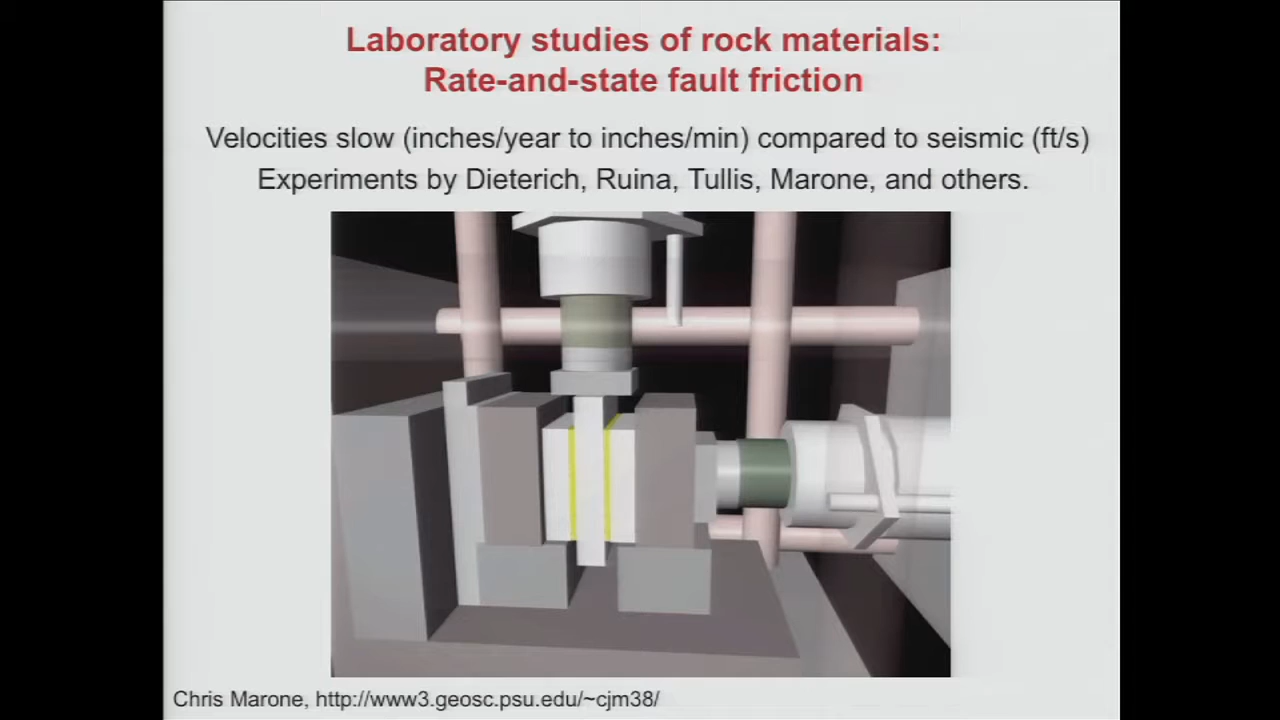 Laboratory studies of rock materials:
Rate-and-state fault friction
Velocities slow (inches/year to inches/min) compared to seismic (ft/s)
Experiments by Dieterich, Ruina, Tullis, Marone, and others.
Chris Marone, http://www3.geosc.psu.edu/~cjm38/